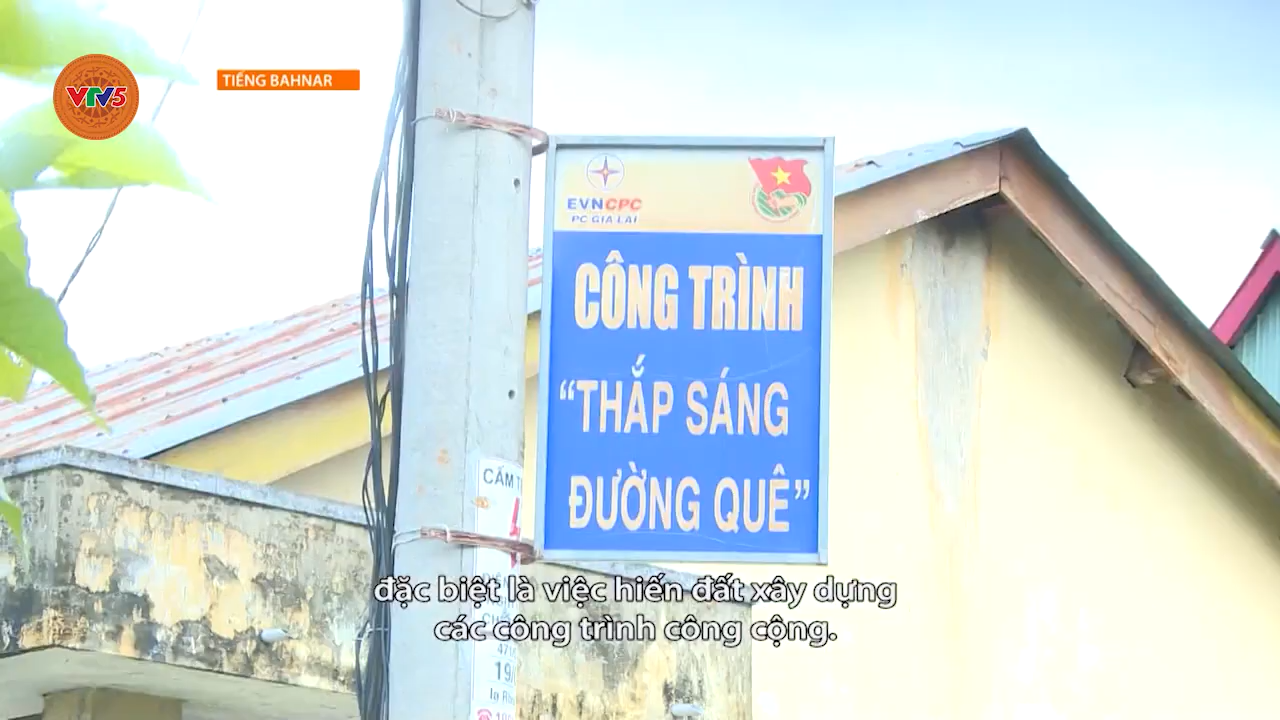 VTV5
TIẾNG BAHNAR
EVNCPC
PC GIA LAI
CÔNG TRÌNH
“THẮP SÁNG
ĐƯỜNG QUÊ”
CẤM
đặc biệt là việc hiến đất xây dựng
các công trình công cộng.